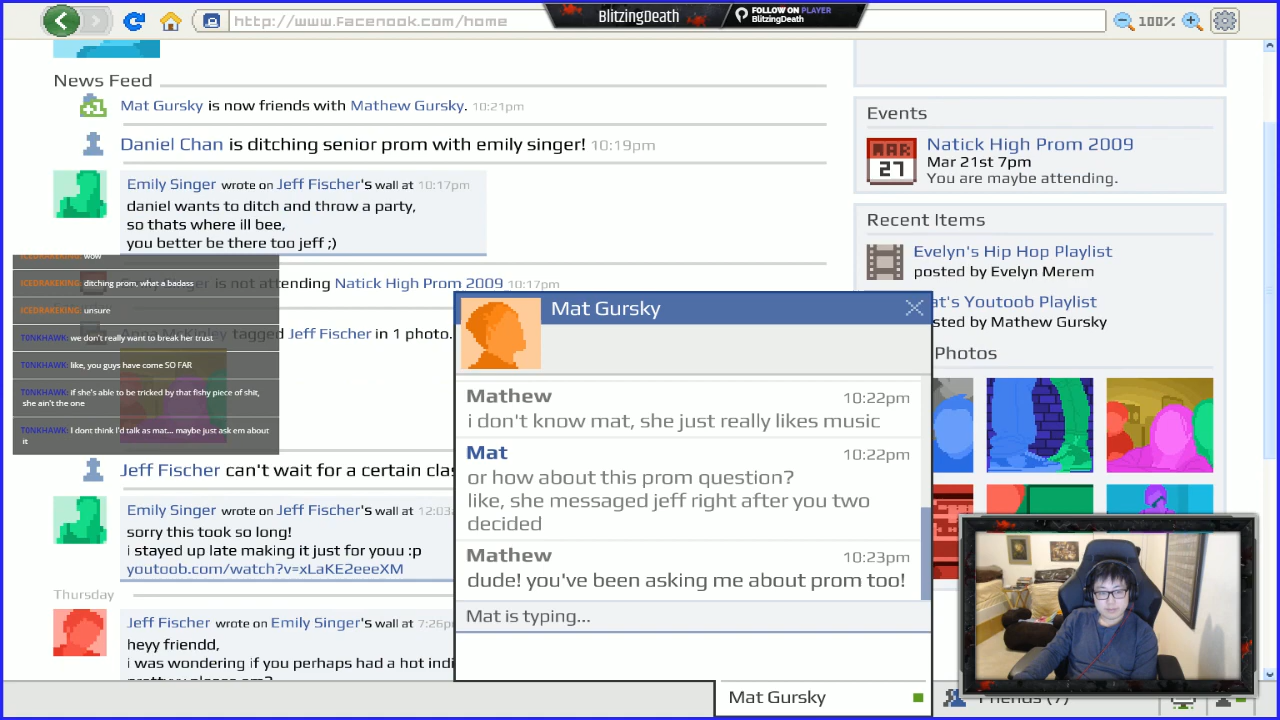 http://www.facenook.com/home
BlitzingDeath
FOLLOW ON PLAYER
BlitzingDeath
100%
News Feed
Mat Gursky is now friends with Mathew Gursky. 10:21pm
Daniel Chan is ditching senior prom with emily singer! 10:19pm
Emily Singer wrote on Jeff Fischer's wall at 10:17pm
daniel wants to ditch and throw a party,
so thats where ill bee,
you better be there too jeff ;)
is not attending Natick High Prom 2009 10:17pm
tagged Jeff Fischer in 1 photo.
ICEDRAKEKING: wow
ICEDRAKEKING: ditching prom, what a badass
ICEDRAKEKING: unsure
T0NKHAWK: we don't really want to break her trust
T0NKHAWK: like, you guys have come SO FAR
T0NKHAWK: if she's able to be tricked by that fishy piece of shit,
she ain't the one
T0NKHAWK: I dont think I'd talk as mat... maybe just ask em about
it
Jeff Fischer can't wait for a certain clas
Emily Singer wrote on Jeff Fischer's wall at 12:03
sorry this took so long!
i stayed up late making it just for youu :p
youtoob.com/watch?v=xLaKE2eeeXM
Thursday
Jeff Fischer wrote on Emily Singer's wall at 7:26p
heyy friendd,
i was wondering if you perhaps had a hot indi
Mat Gursky
Mathew 10:22pm
i don't know mat, she just really likes music
Mat 10:22pm
or how about this prom question?
like, she messaged jeff right after you two
decided
Mathew 10:23pm
dude! you've been asking me about prom too!
Mat is typing...
Mat Gursky
Events
MAR
27
Natick High Prom 2009
Mar 21st 7pm
You are maybe attending.
Recent Items
Evelyn's Hip Hop Playlist
posted by Evelyn Merem
at's Youtoob Playlist
sted by Mathew Gursky
Photos
Friends (7)